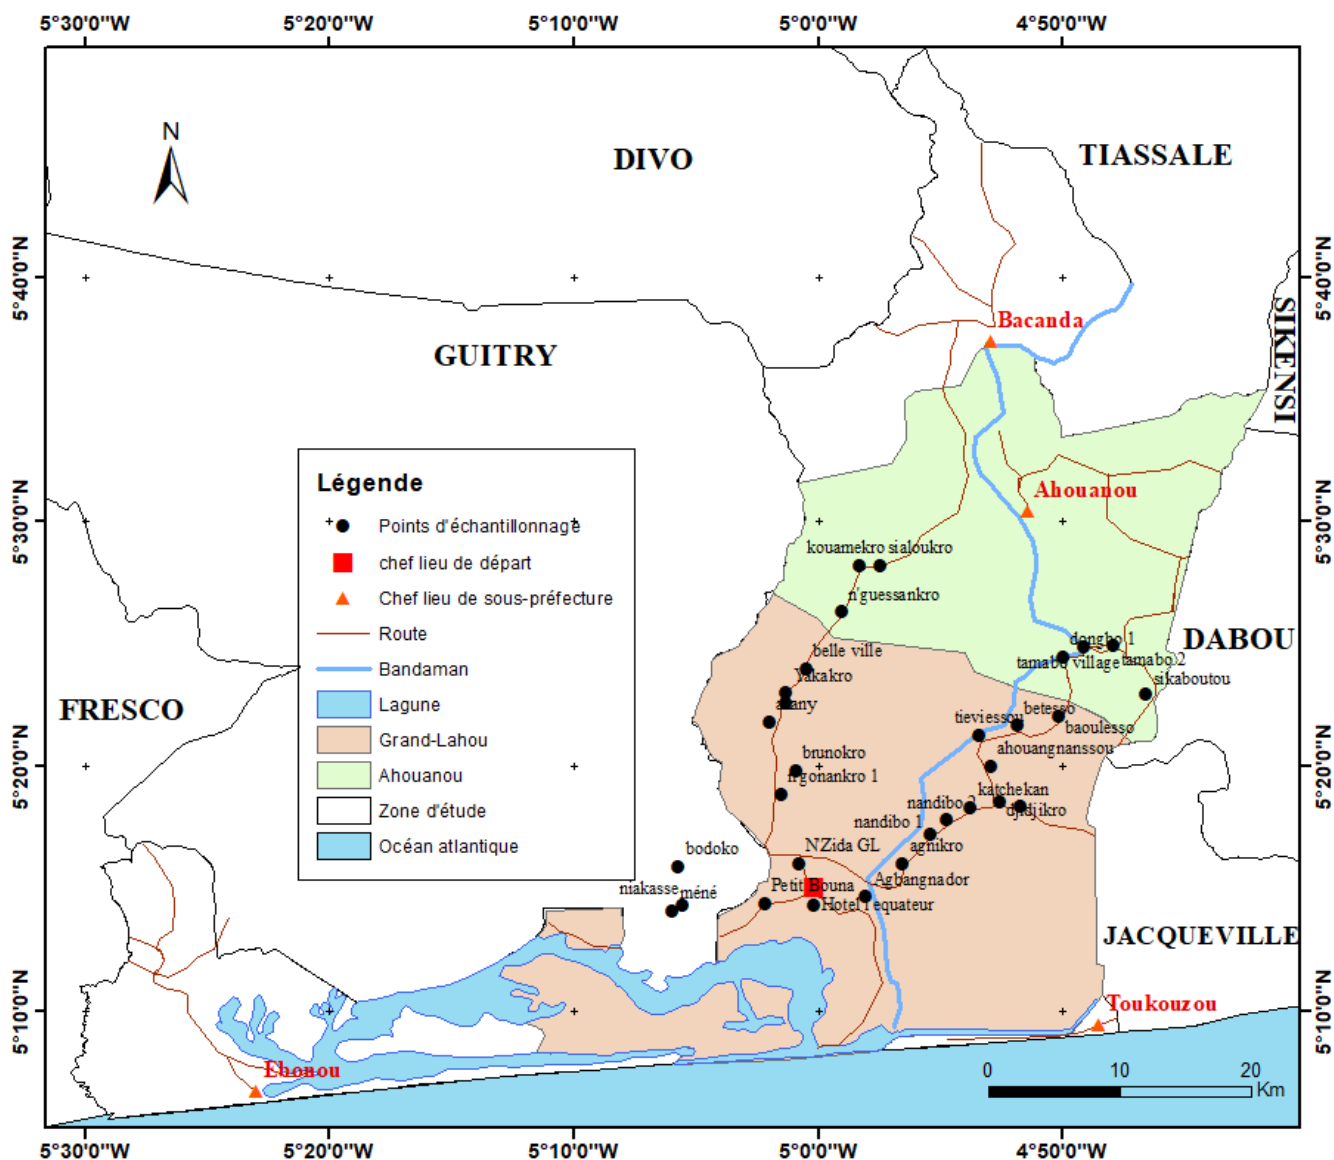 5°30'0"W 5°20'0"W 5°10'0"W 5°0'0"W 4°50'0"W
N
DIVO
TIASSALE
5°40'0"N
5°40'0"N
SIKENSI
Bacanda
GUITRY
Légende
Points d'échantillonnage
chef lieu de départ
Chef lieu de sous-préfecture
Route
Bandaman
Lagune
Grand-Lahou
Ahouanou
Zone d'étude
Océan atlantique
Ahouanou
5°30'0"N
5°30'0"N
kouamekro sialoukro
n'guessankro
belle ville
Yakakro
dongbo 1
tamabo village
tamabo 2
sikaboutou
DABOU
FRESCO
betesso
baoulesso
tieviessou
ahouangnanssou
brunokro
n'gonankro 1
5°20'0"N
5°20'0"N
katchekan
djidjikro
nandibo 2
nandibo 1
agnikro
N'Zida GL
Agbangnador
bodoko
niakasse
méné
Petit Bouna
Hotel l'equateur
JACQUEVILLE
Toukouzou
5°10'0"N
5°10'0"N
Ebonou
0 10 20
Km
5°30'0"W 5°20'0"W 5°10'0"W 5°0'0"W 4°50'0"W